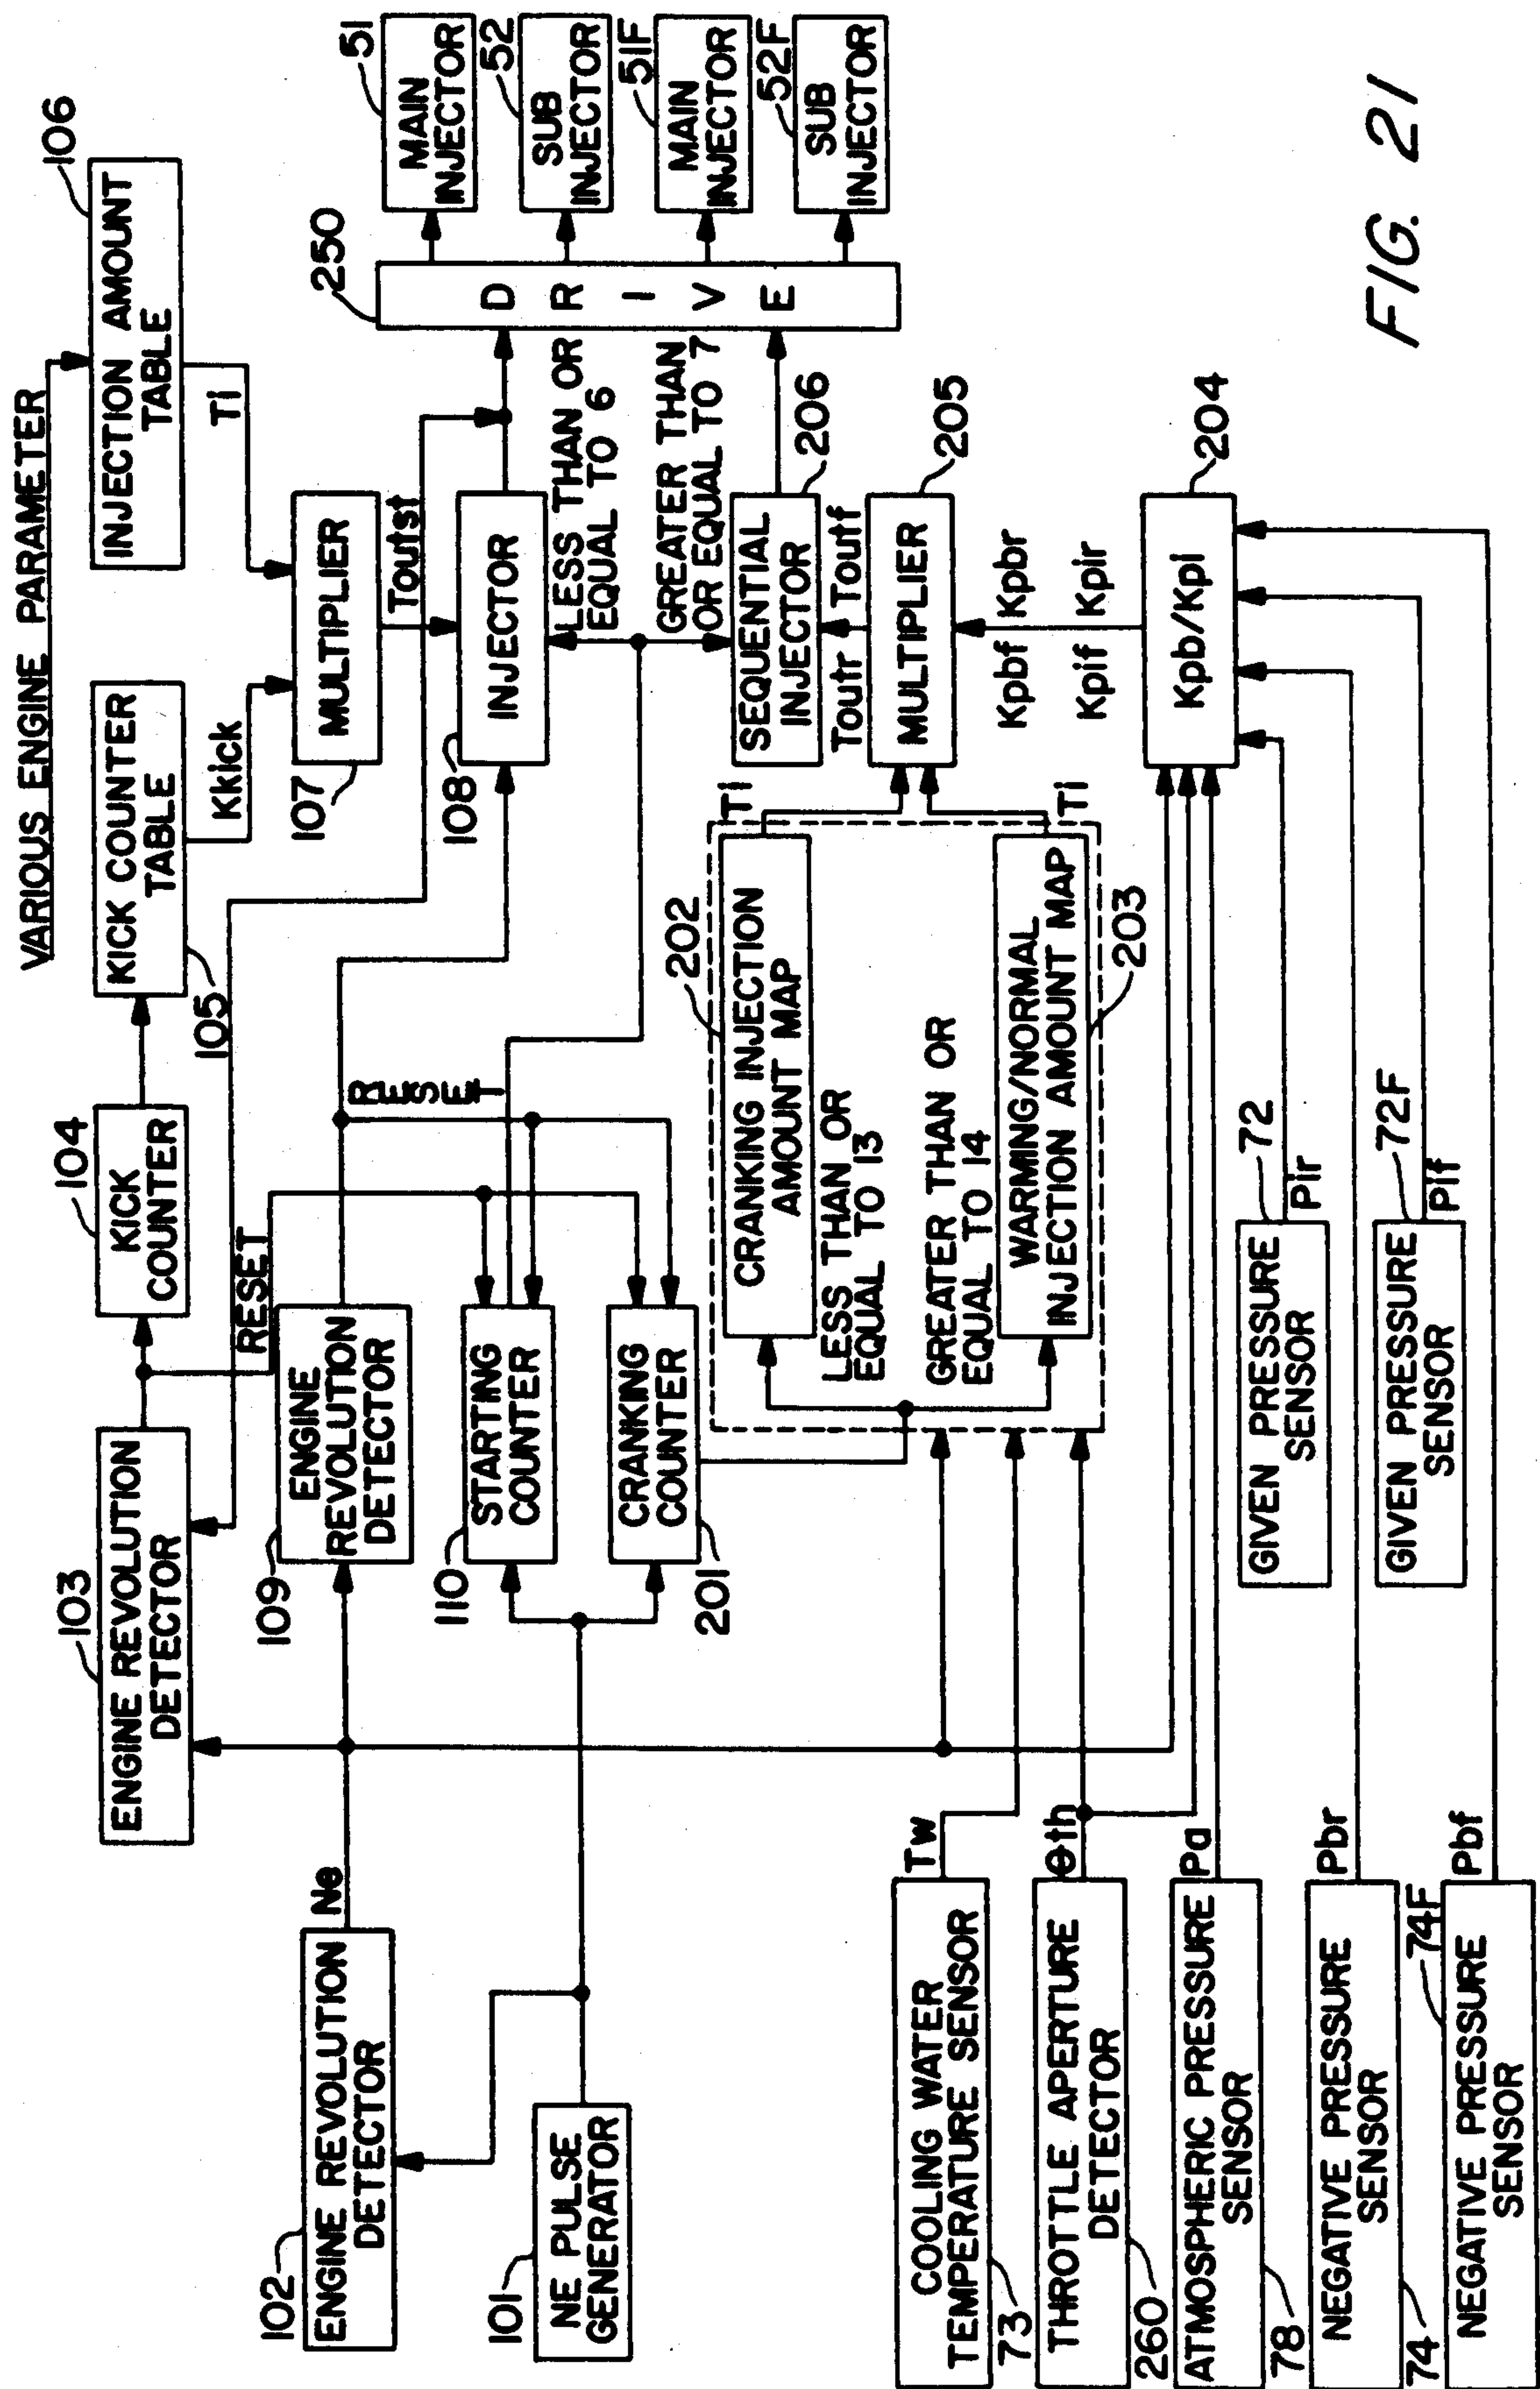 VARIOUS ENGINE PARAMETER
106
INJECTION AMOUNT
TABLE
Ti
KICK COUNTER
TABLE
105
Kkick
104
KICK
COUNTER
103
ENGINE REVOLUTION
DETECTOR
RESET
MULTIPLIER
107
Toutst
INJECTOR
108
LESS THAN OR
EQUAL TO 6
GREATER THAN
OR EQUAL TO 7
250
DRIVE
51
MAIN
INJECTOR
52
SUB
INJECTOR
51F
MAIN
INJECTOR
52F
SUB
INJECTOR
102
ENGINE REVOLUTION
DETECTOR
Ne
101
NE PULSE
GENERATOR
109
ENGINE
REVOLUTION
DETECTOR
RESET
110
STARTING
COUNTER
CRANKING
COUNTER
201
202
CRANKING INJECTION
AMOUNT MAP
Ti
LESS THAN OR
EQUAL TO 13
GREATER THAN OR
EQUAL TO 14
WARMING/NORMAL
INJECTION AMOUNT MAP
203
Ti
SEQUENTIAL
INJECTOR
206
Toutr Toutf
MULTIPLIER
205
Kpbf Kpbr
Kpif Kpir
Kpb/Kpi
204
COOLING WATER
TEMPERATURE SENSOR
73
Tw
THROTTLE APERTURE
DETECTOR
260
θth
ATMOSPHERIC PRESSURE
SENSOR
78
Pa
NEGATIVE PRESSURE
SENSOR
74
Pbr
NEGATIVE PRESSURE
SENSOR
74F
Pbf
GIVEN PRESSURE
SENSOR
72
Pir
GIVEN PRESSURE
SENSOR
72F
Pif
FIG. 21